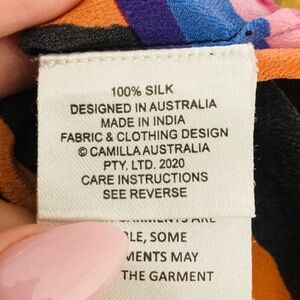 100% SILK
DESIGNED IN AUSTRALIA
MADE IN INDIA
FABRIC & CLOTHING DESIGN
© CAMILLA AUSTRALIA
PTY. LTD. 2020
CARE INSTRUCTIONS
SEE REVERSE
GARMENTS ARE
LE, SOME
MENTS MAY
THE GARMENT